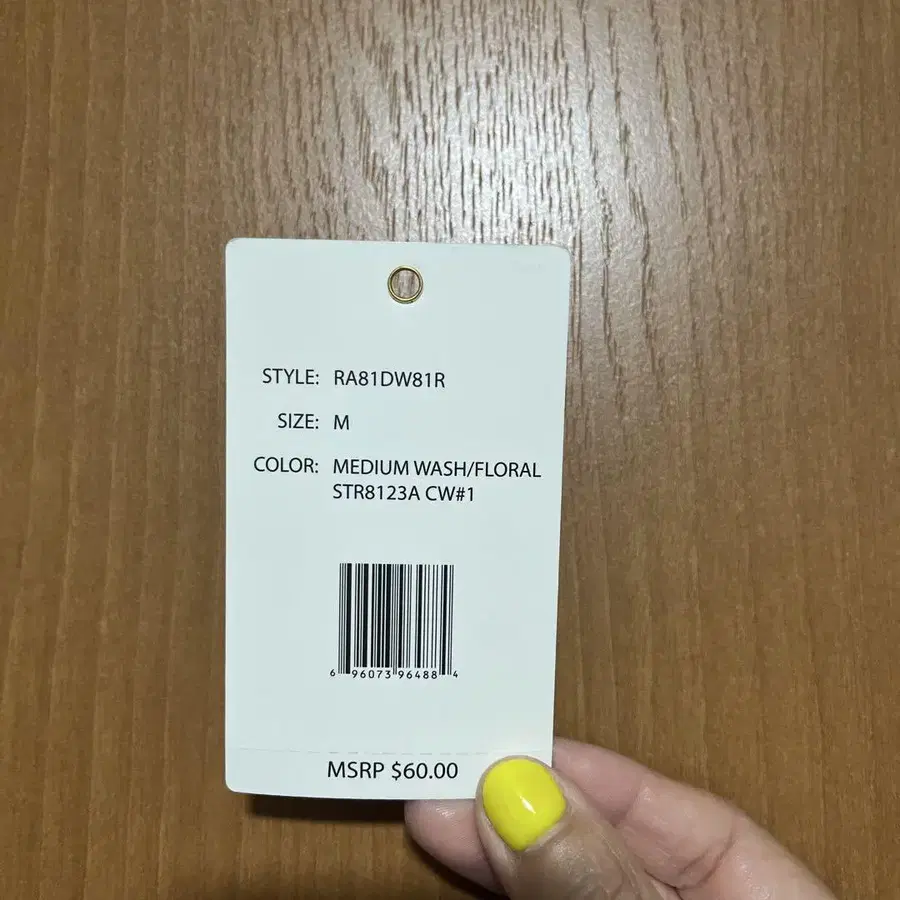 STYLE: RA81DW81R
SIZE: M
COLOR: MEDIUM WASH/FLORAL
STR8123A CW#1
6 96073 96488 4
MSRP $60.00